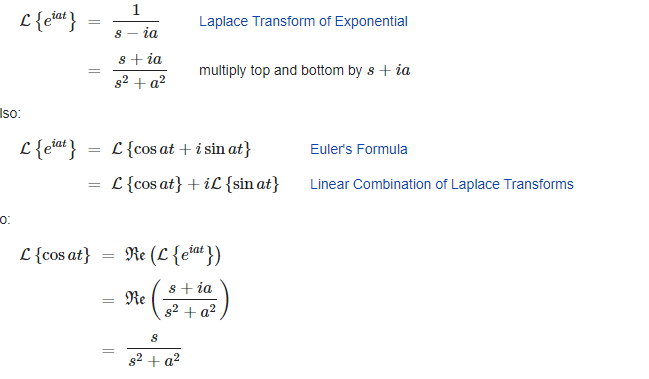 ℒ{e^{iat}} = 1/(s − ia) Laplace Transform of Exponential
= (s + ia)/(s² + a²) multiply top and bottom by s + ia
lso:
ℒ{e^{iat}} = ℒ{cos at + i sin at} Euler's Formula
= ℒ{cos at} + iℒ{sin at} Linear Combination of Laplace Transforms
o:
ℒ{cos at} = ℜe(ℒ{e^{iat}})
= ℜe((s + ia)/(s² + a²))
= s/(s² + a²)